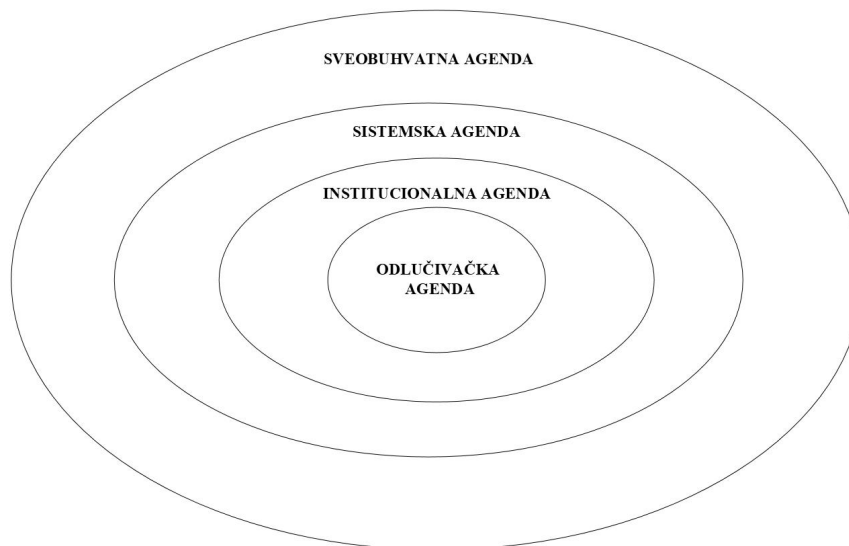 SVEOBUHVATNA AGENDA
SISTEMSKA AGENDA
INSTITUCIONALNA AGENDA
ODLUČIVAČKA
AGENDA